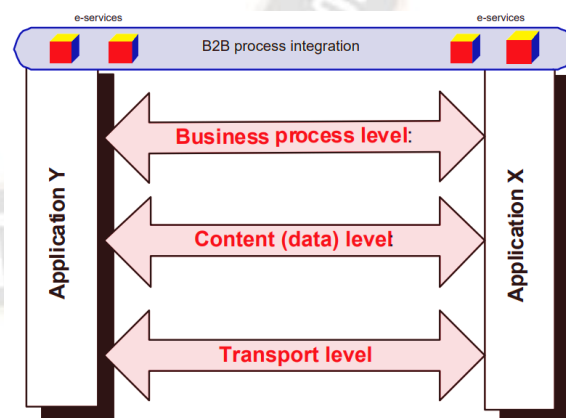 e-services
e-services
B2B process integration
Business process level:
Application Y
Application X
Content (data) level:
Transport level